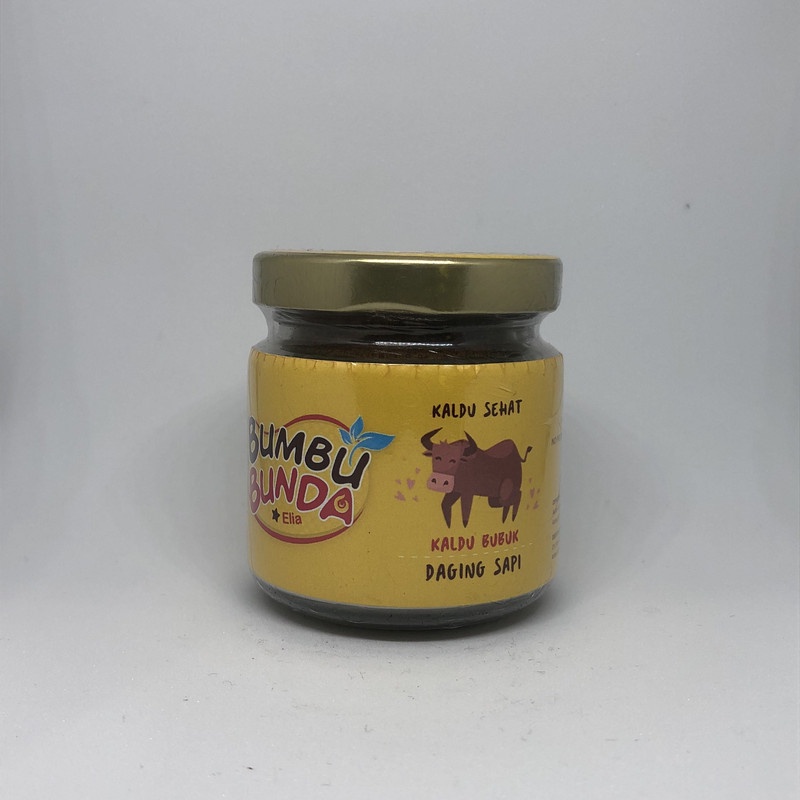 BUMBU
BUNDA
Elia
KALDU SEHAT
KALDU BUBUK
DAGING SAPI